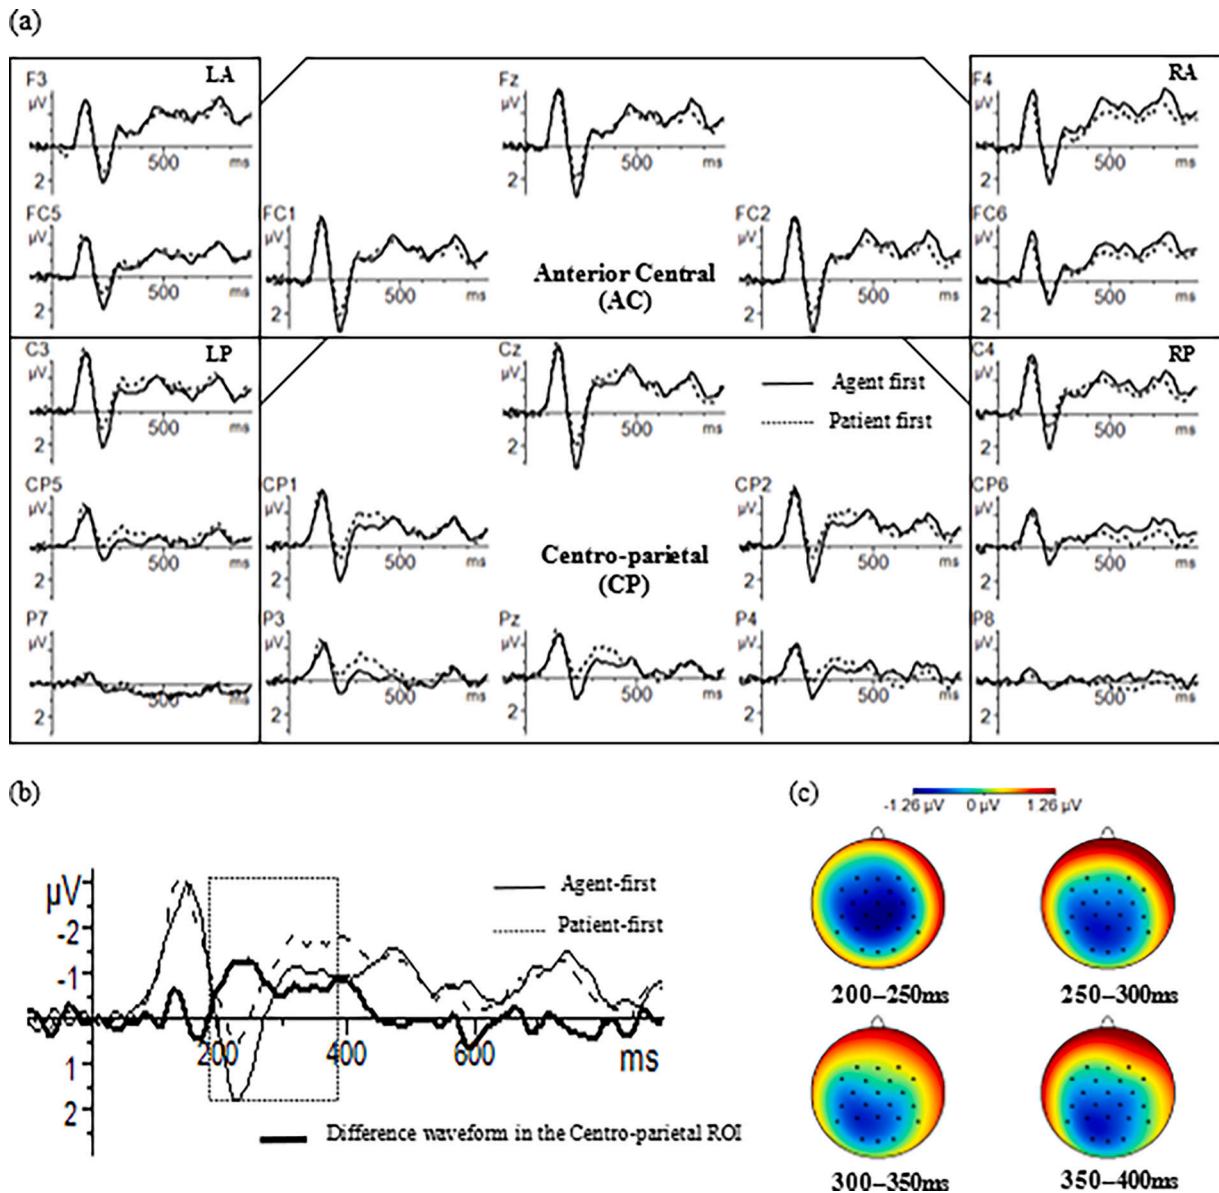 (a)
F3
μV
LA
500
ms
2
Fz
μV
500
ms
2
F4
μV
RA
500
ms
2
FC5
μV
500
ms
2
FC1
μV
500
ms
2
Anterior Central
(AC)
FC2
μV
500
ms
2
FC6
μV
500
ms
2
C3
μV
LP
500
ms
2
Cz
μV
500
ms
2
Agent first
Patient first
C4
μV
RP
500
ms
2
CP5
μV
500
ms
2
CP1
μV
500
ms
2
Centro-parietal
(CP)
CP2
μV
500
ms
2
CP6
μV
500
ms
2
P7
μV
500
ms
2
P3
μV
500
ms
2
Pz
μV
500
ms
2
P4
μV
500
ms
2
P8
μV
500
ms
2
(b)
μV
-2
-1
1
2
200
400
600
ms
Agent-first
Patient-first
Difference waveform in the Centro-parietal ROI
(c)
-1.26 μV 0 μV 1.26 μV
200–250ms
250–300ms
300–350ms
350–400ms